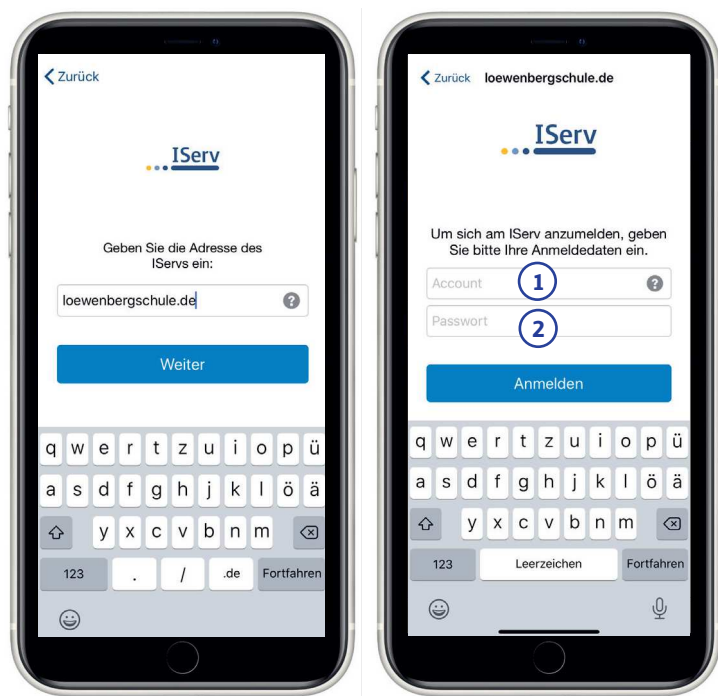 Zurück
IServ
Geben Sie die Adresse des
IServs ein:
loewenbergschule.de
?
Weiter
q w e r t z u i o p ü
a s d f g h j k l ö ä
y x c v b n m
123 . / .de Fortfahren
Zurück loewenbergschule.de
IServ
Um sich am IServ anzumelden, geben
Sie bitte Ihre Anmeldedaten ein.
Account 1 ?
Passwort 2
Anmelden
q w e r t z u i o p ü
a s d f g h j k l ö ä
y x c v b n m
123 Leerzeichen Fortfahren